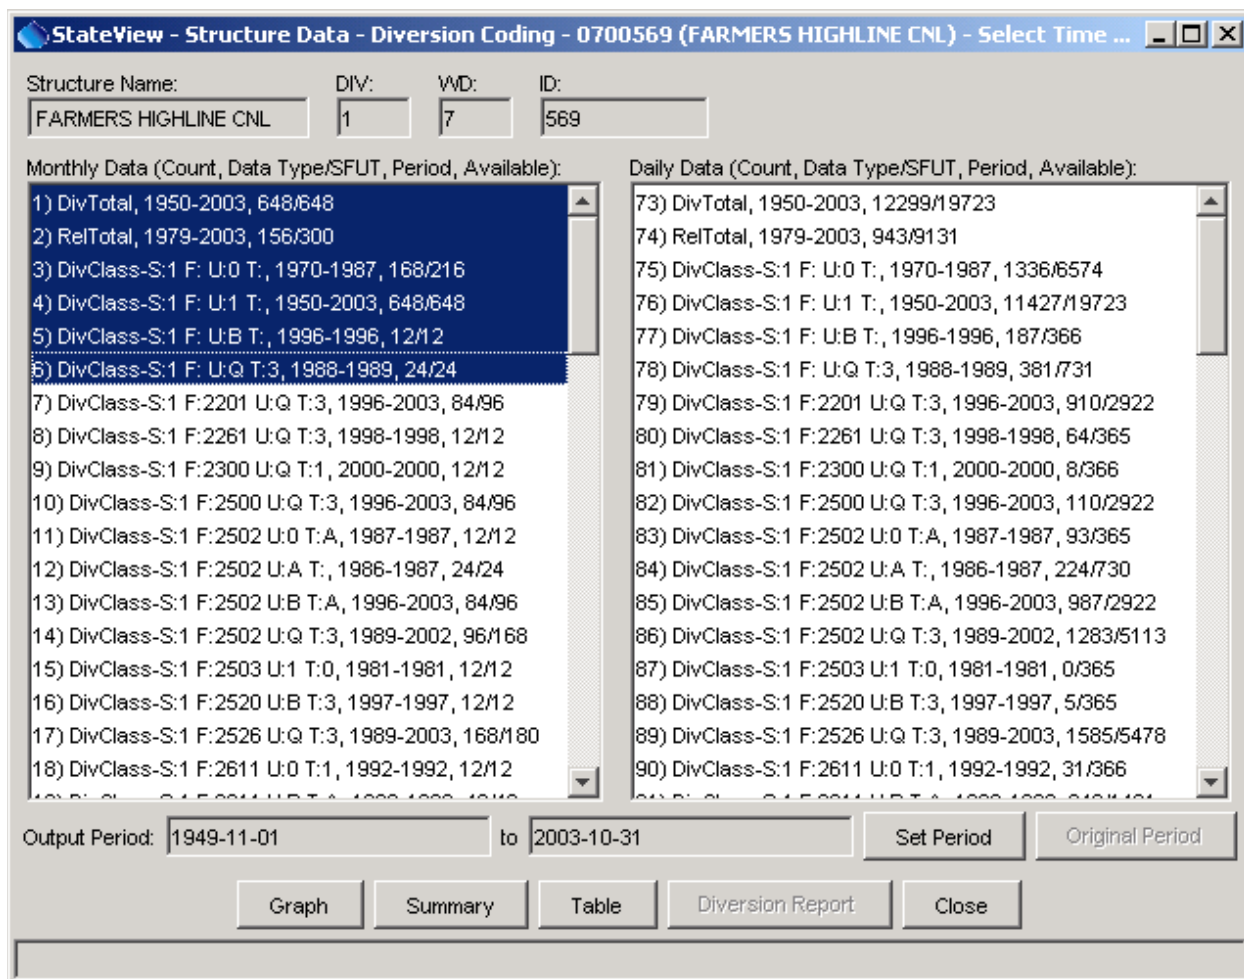 StateView - Structure Data - Diversion Coding - 0700569 (FARMERS HIGHLINE CNL) - Select Time ...
Structure Name: DIV: WD: ID:
FARMERS HIGHLINE CNL 1 7 569
Monthly Data (Count, Data Type/SFUT, Period, Available):
1) DivTotal, 1950-2003, 648/648
2) RelTotal, 1979-2003, 156/300
3) DivClass-S:1 F: U:0 T:, 1970-1987, 168/216
4) DivClass-S:1 F: U:1 T:, 1950-2003, 648/648
5) DivClass-S:1 F: U:B T:, 1996-1996, 12/12
6) DivClass-S:1 F: U:Q T:3, 1988-1989, 24/24
7) DivClass-S:1 F:2201 U:Q T:3, 1996-2003, 84/96
8) DivClass-S:1 F:2261 U:Q T:3, 1998-1998, 12/12
9) DivClass-S:1 F:2300 U:Q T:1, 2000-2000, 12/12
10) DivClass-S:1 F:2500 U:Q T:3, 1996-2003, 84/96
11) DivClass-S:1 F:2502 U:0 T:A, 1987-1987, 12/12
12) DivClass-S:1 F:2502 U:A T:, 1986-1987, 24/24
13) DivClass-S:1 F:2502 U:B T:A, 1996-2003, 84/96
14) DivClass-S:1 F:2502 U:Q T:3, 1989-2002, 96/168
15) DivClass-S:1 F:2503 U:1 T:0, 1981-1981, 12/12
16) DivClass-S:1 F:2520 U:B T:3, 1997-1997, 12/12
17) DivClass-S:1 F:2526 U:Q T:3, 1989-2003, 168/180
18) DivClass-S:1 F:2611 U:0 T:1, 1992-1992, 12/12
Daily Data (Count, Data Type/SFUT, Period, Available):
73) DivTotal, 1950-2003, 12299/19723
74) RelTotal, 1979-2003, 943/9131
75) DivClass-S:1 F: U:0 T:, 1970-1987, 1336/6574
76) DivClass-S:1 F: U:1 T:, 1950-2003, 11427/19723
77) DivClass-S:1 F: U:B T:, 1996-1996, 187/366
78) DivClass-S:1 F: U:Q T:3, 1988-1989, 381/731
79) DivClass-S:1 F:2201 U:Q T:3, 1996-2003, 910/2922
80) DivClass-S:1 F:2261 U:Q T:3, 1998-1998, 64/365
81) DivClass-S:1 F:2300 U:Q T:1, 2000-2000, 8/366
82) DivClass-S:1 F:2500 U:Q T:3, 1996-2003, 110/2922
83) DivClass-S:1 F:2502 U:0 T:A, 1987-1987, 93/365
84) DivClass-S:1 F:2502 U:A T:, 1986-1987, 224/730
85) DivClass-S:1 F:2502 U:B T:A, 1996-2003, 987/2922
86) DivClass-S:1 F:2502 U:Q T:3, 1989-2002, 1283/5113
87) DivClass-S:1 F:2503 U:1 T:0, 1981-1981, 0/365
88) DivClass-S:1 F:2520 U:B T:3, 1997-1997, 5/365
89) DivClass-S:1 F:2526 U:Q T:3, 1989-2003, 1585/5478
90) DivClass-S:1 F:2611 U:0 T:1, 1992-1992, 31/366
Output Period: 1949-11-01 to 2003-10-31 Set Period Original Period
Graph Summary Table Diversion Report Close